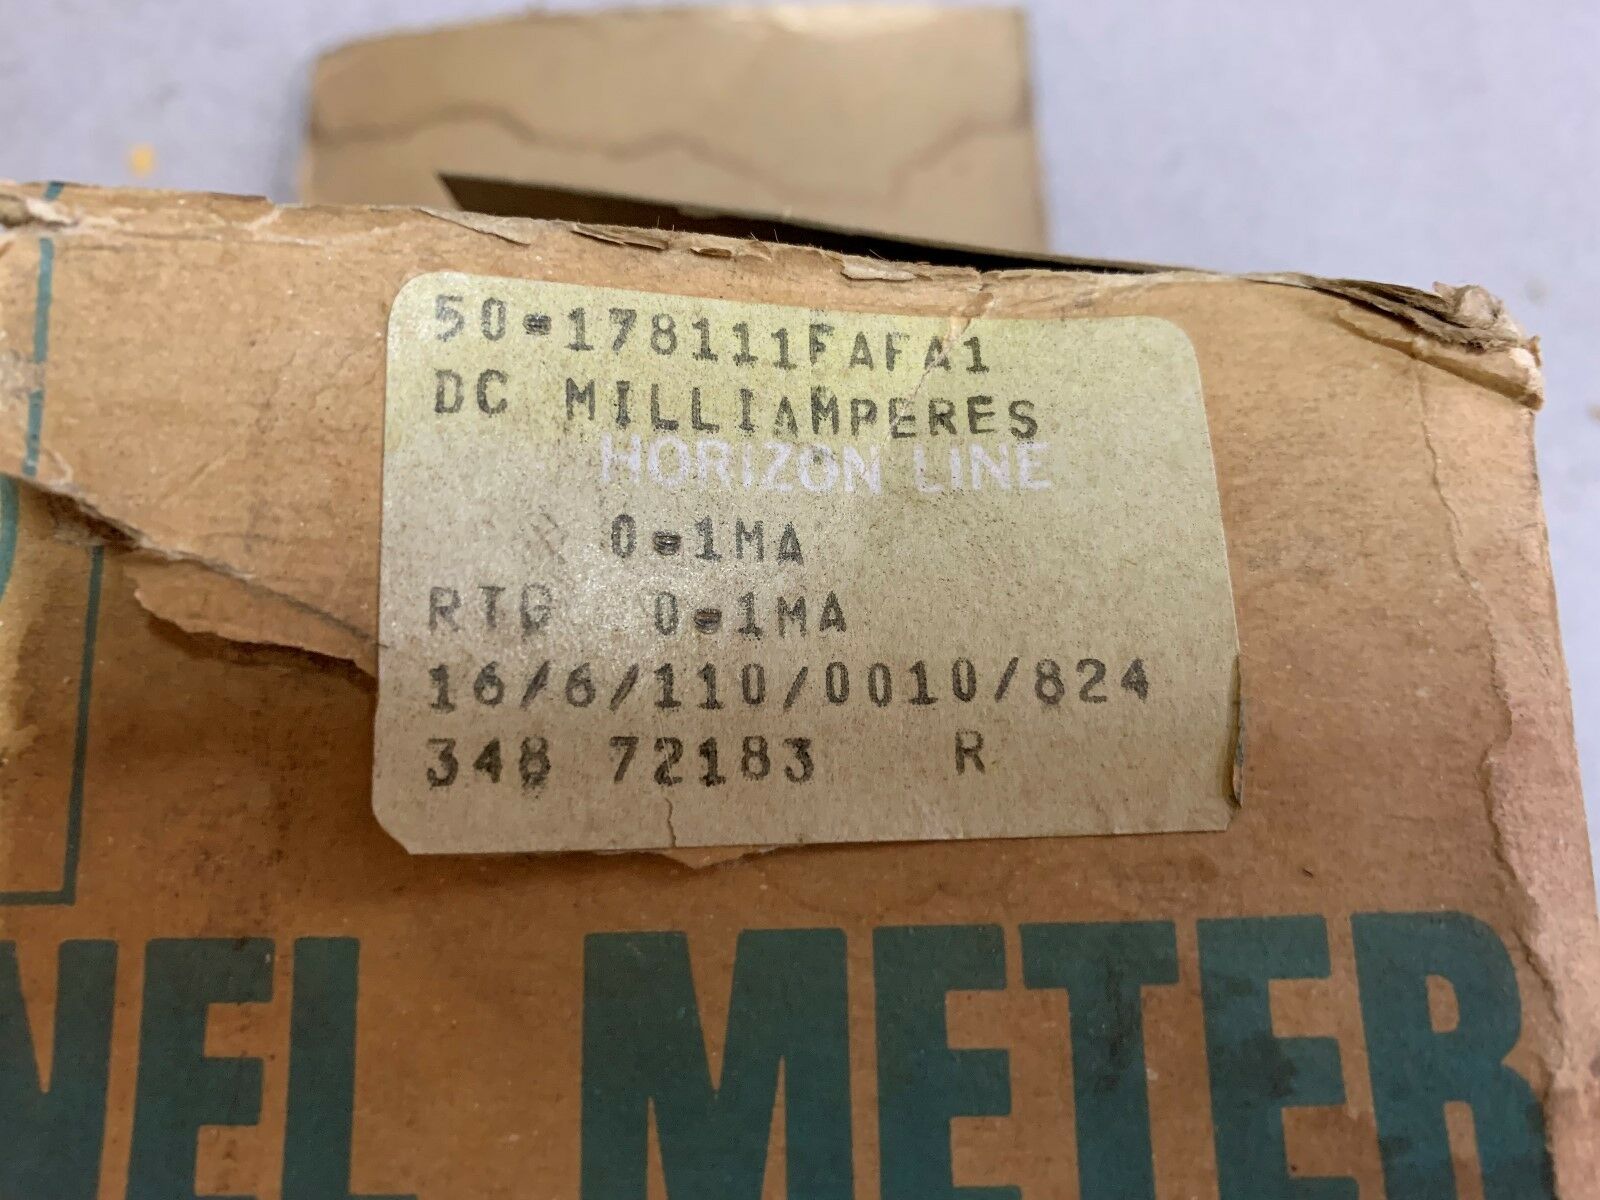 50-178111FAFA1
DC MILLIAMPERES
HORIZON LINE
0-1MA
RTG 0-1MA
16/6/110/0010/824
348 72183 R
NEL METER